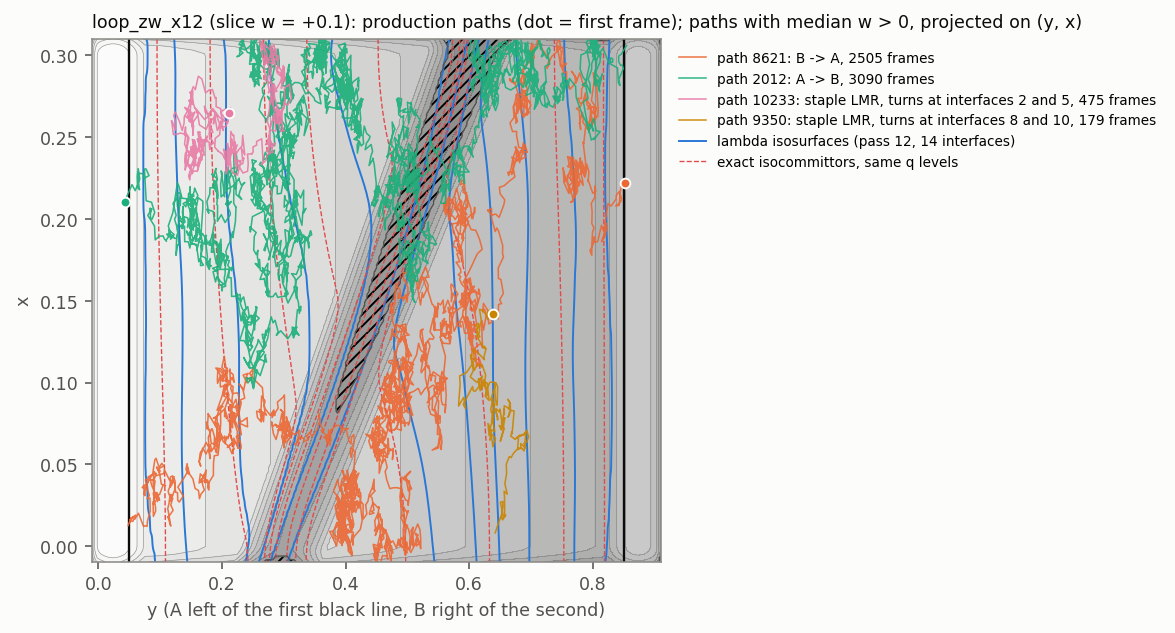 loop_zw_x12 (slice w = +0.1): production paths (dot = first frame); paths with median w > 0, projected on (y, x)
path 8621: B -> A, 2505 frames
path 2012: A -> B, 3090 frames
path 10233: staple LMR, turns at interfaces 2 and 5, 475 frames
path 9350: staple LMR, turns at interfaces 8 and 10, 179 frames
lambda isosurfaces (pass 12, 14 interfaces)
exact isocommittors, same q levels
0.30
0.25
0.20
0.15
0.10
0.05
0.00
x
0.0 0.2 0.4 0.6 0.8
y (A left of the first black line, B right of the second)